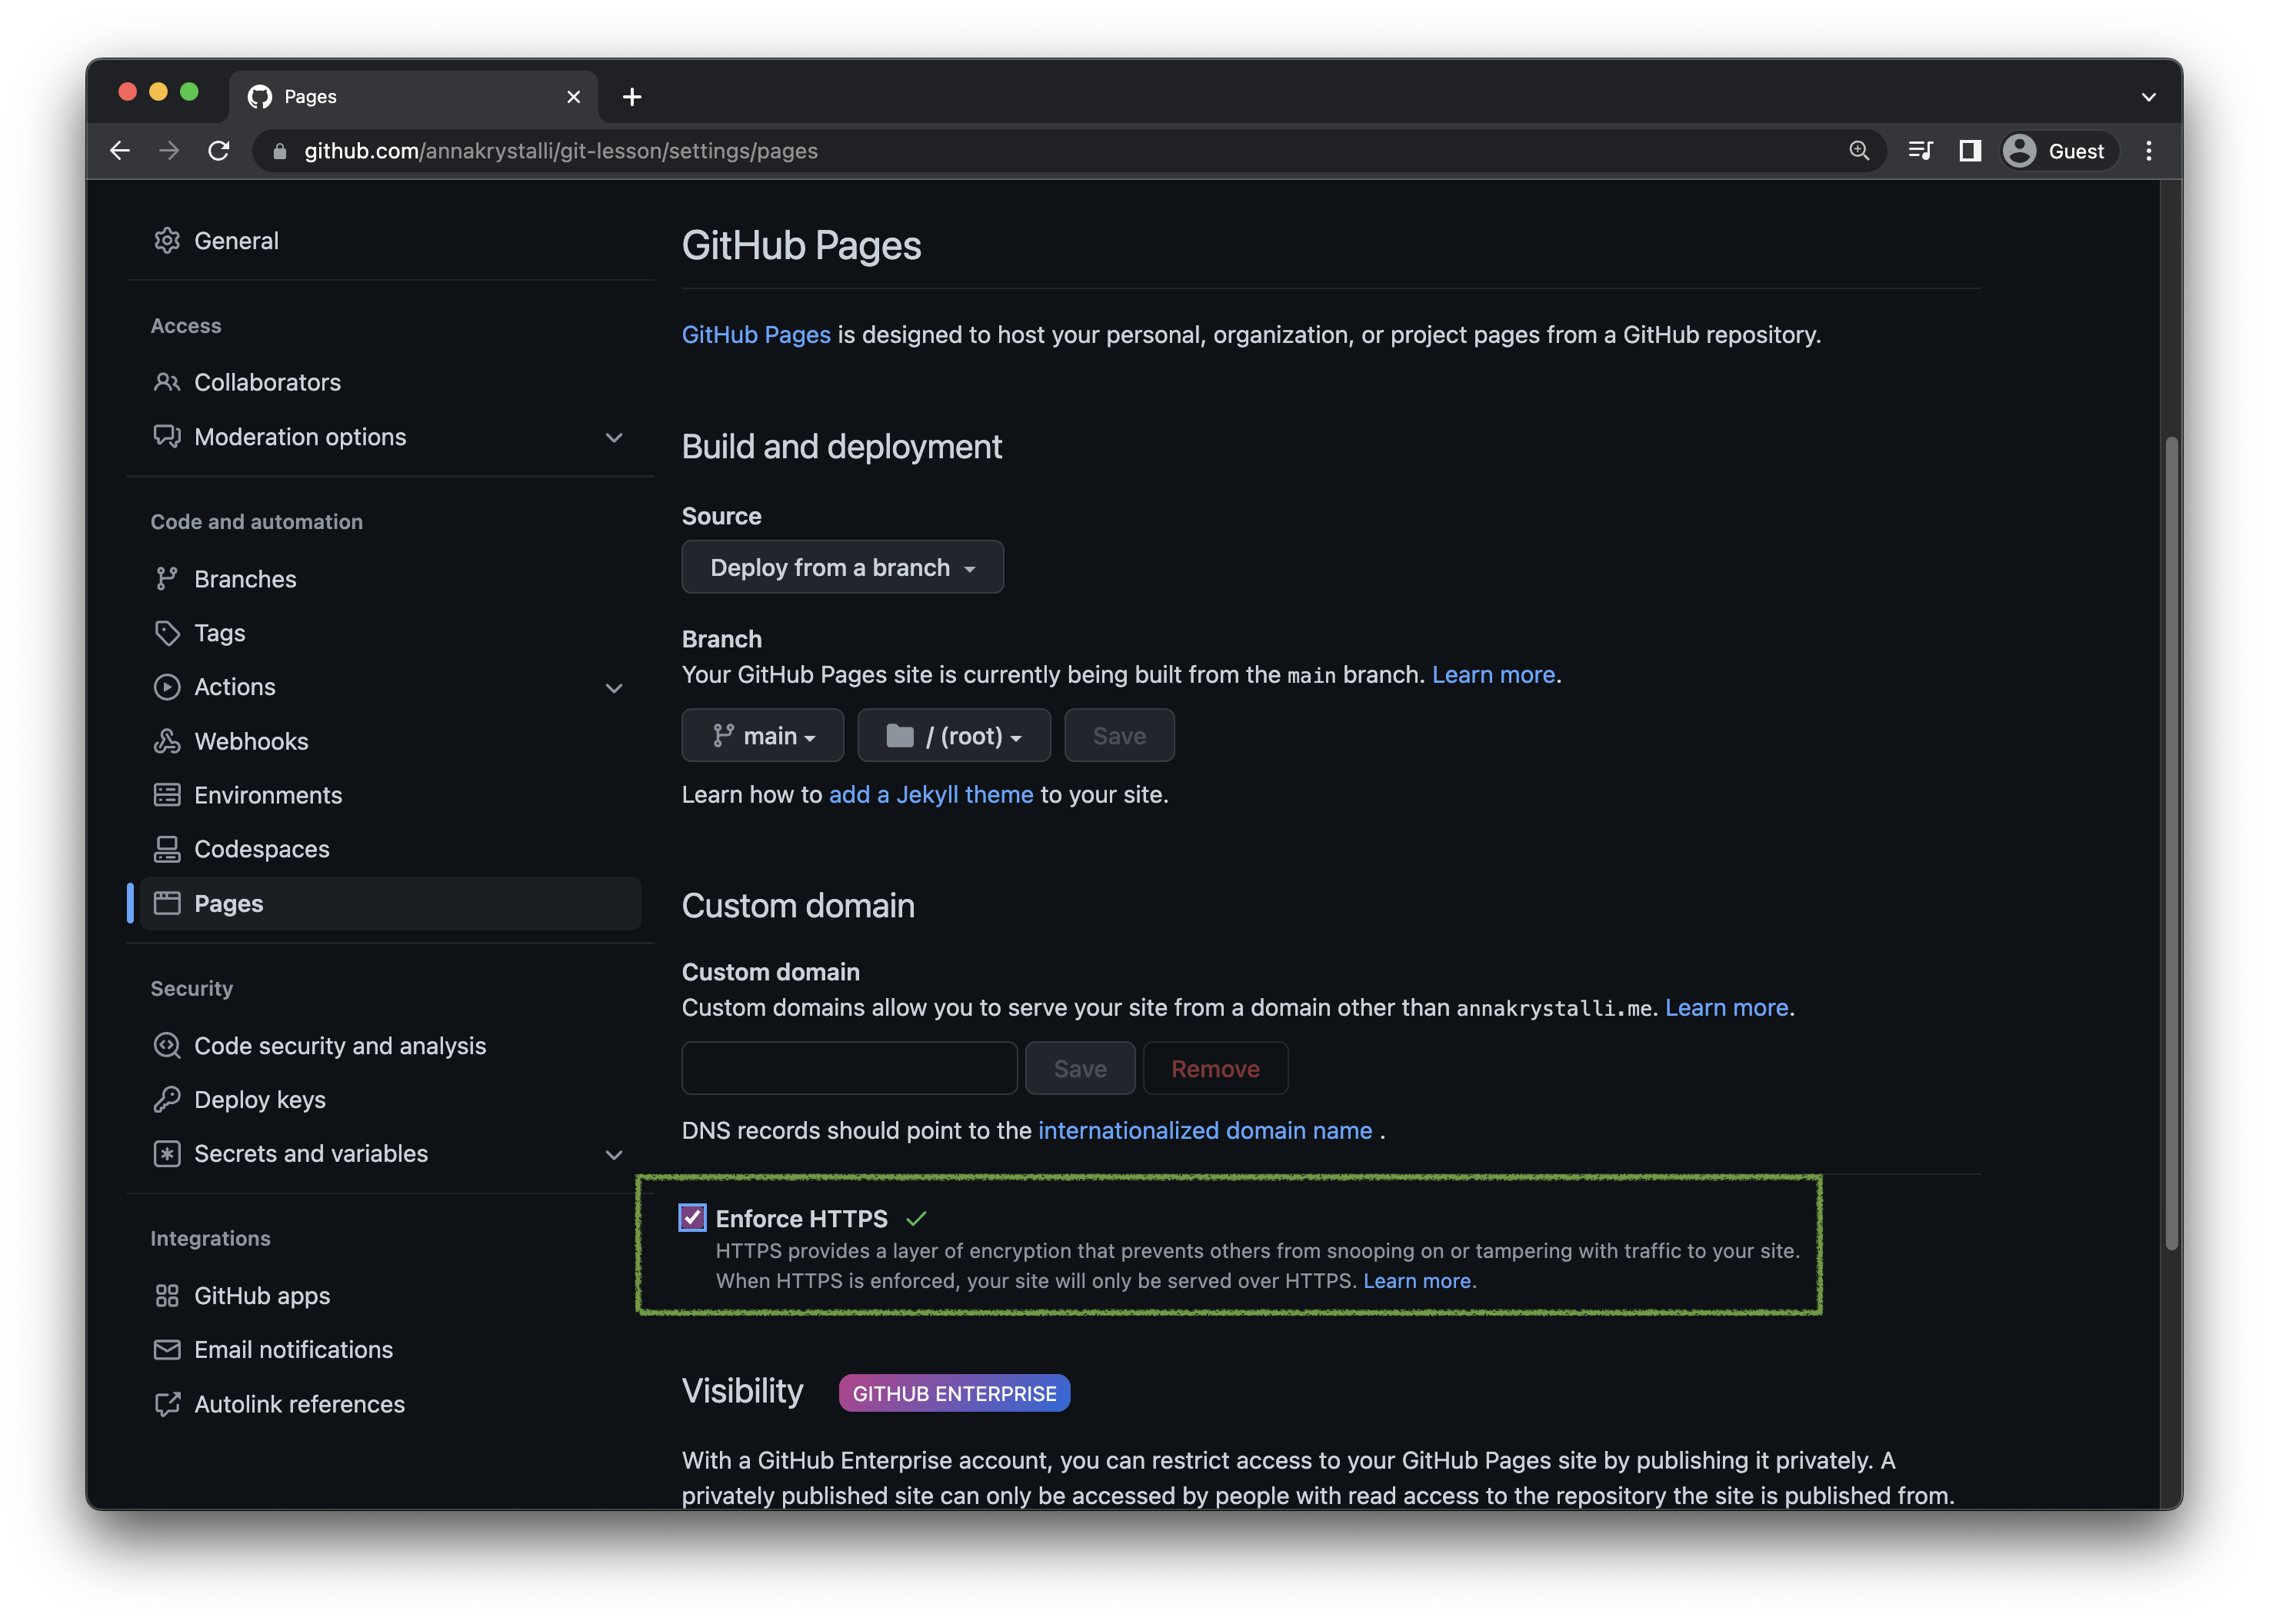 Pages
github.com/annakrystalli/git-lesson/settings/pages
Guest
General
Access
Collaborators
Moderation options
Code and automation
Branches
Tags
Actions
Webhooks
Environments
Codespaces
Pages
Security
Code security and analysis
Deploy keys
Secrets and variables
Integrations
GitHub apps
Email notifications
Autolink references
GitHub Pages
GitHub Pages is designed to host your personal, organization, or project pages from a GitHub repository.
Build and deployment
Source
Deploy from a branch
Branch
Your GitHub Pages site is currently being built from the main branch. Learn more.
main / (root) Save
Learn how to add a Jekyll theme to your site.
Custom domain
Custom domain
Custom domains allow you to serve your site from a domain other than annakrystalli.me. Learn more.
Save Remove
DNS records should point to the internationalized domain name .
Enforce HTTPS
HTTPS provides a layer of encryption that prevents others from snooping on or tampering with traffic to your site.
When HTTPS is enforced, your site will only be served over HTTPS. Learn more.
Visibility GITHUB ENTERPRISE
With a GitHub Enterprise account, you can restrict access to your GitHub Pages site by publishing it privately. A
privately published site can only be accessed by people with read access to the repository the site is published from.